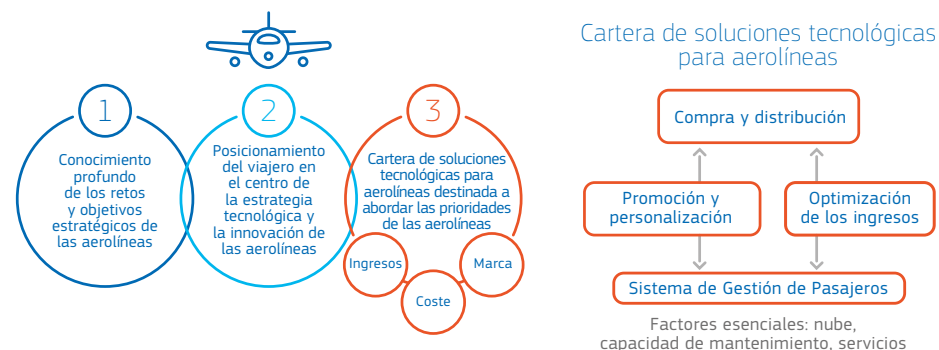 1
Conocimiento
profundo
de los retos
y objetivos
estratégicos de
las aerolíneas
2
Posicionamiento
del viajero en
el centro de
la estrategia
tecnológica y
la innovación de
las aerolíneas
3
Cartera de soluciones
tecnológicas para
aerolíneas destinada a
abordar las prioridades
de las aerolíneas
Ingresos
Coste
Marca
Cartera de soluciones tecnológicas
para aerolíneas
Compra y distribución
Promoción y
personalización
Optimización
de los ingresos
Sistema de Gestión de Pasajeros
Factores esenciales: nube,
capacidad de mantenimiento, servicios